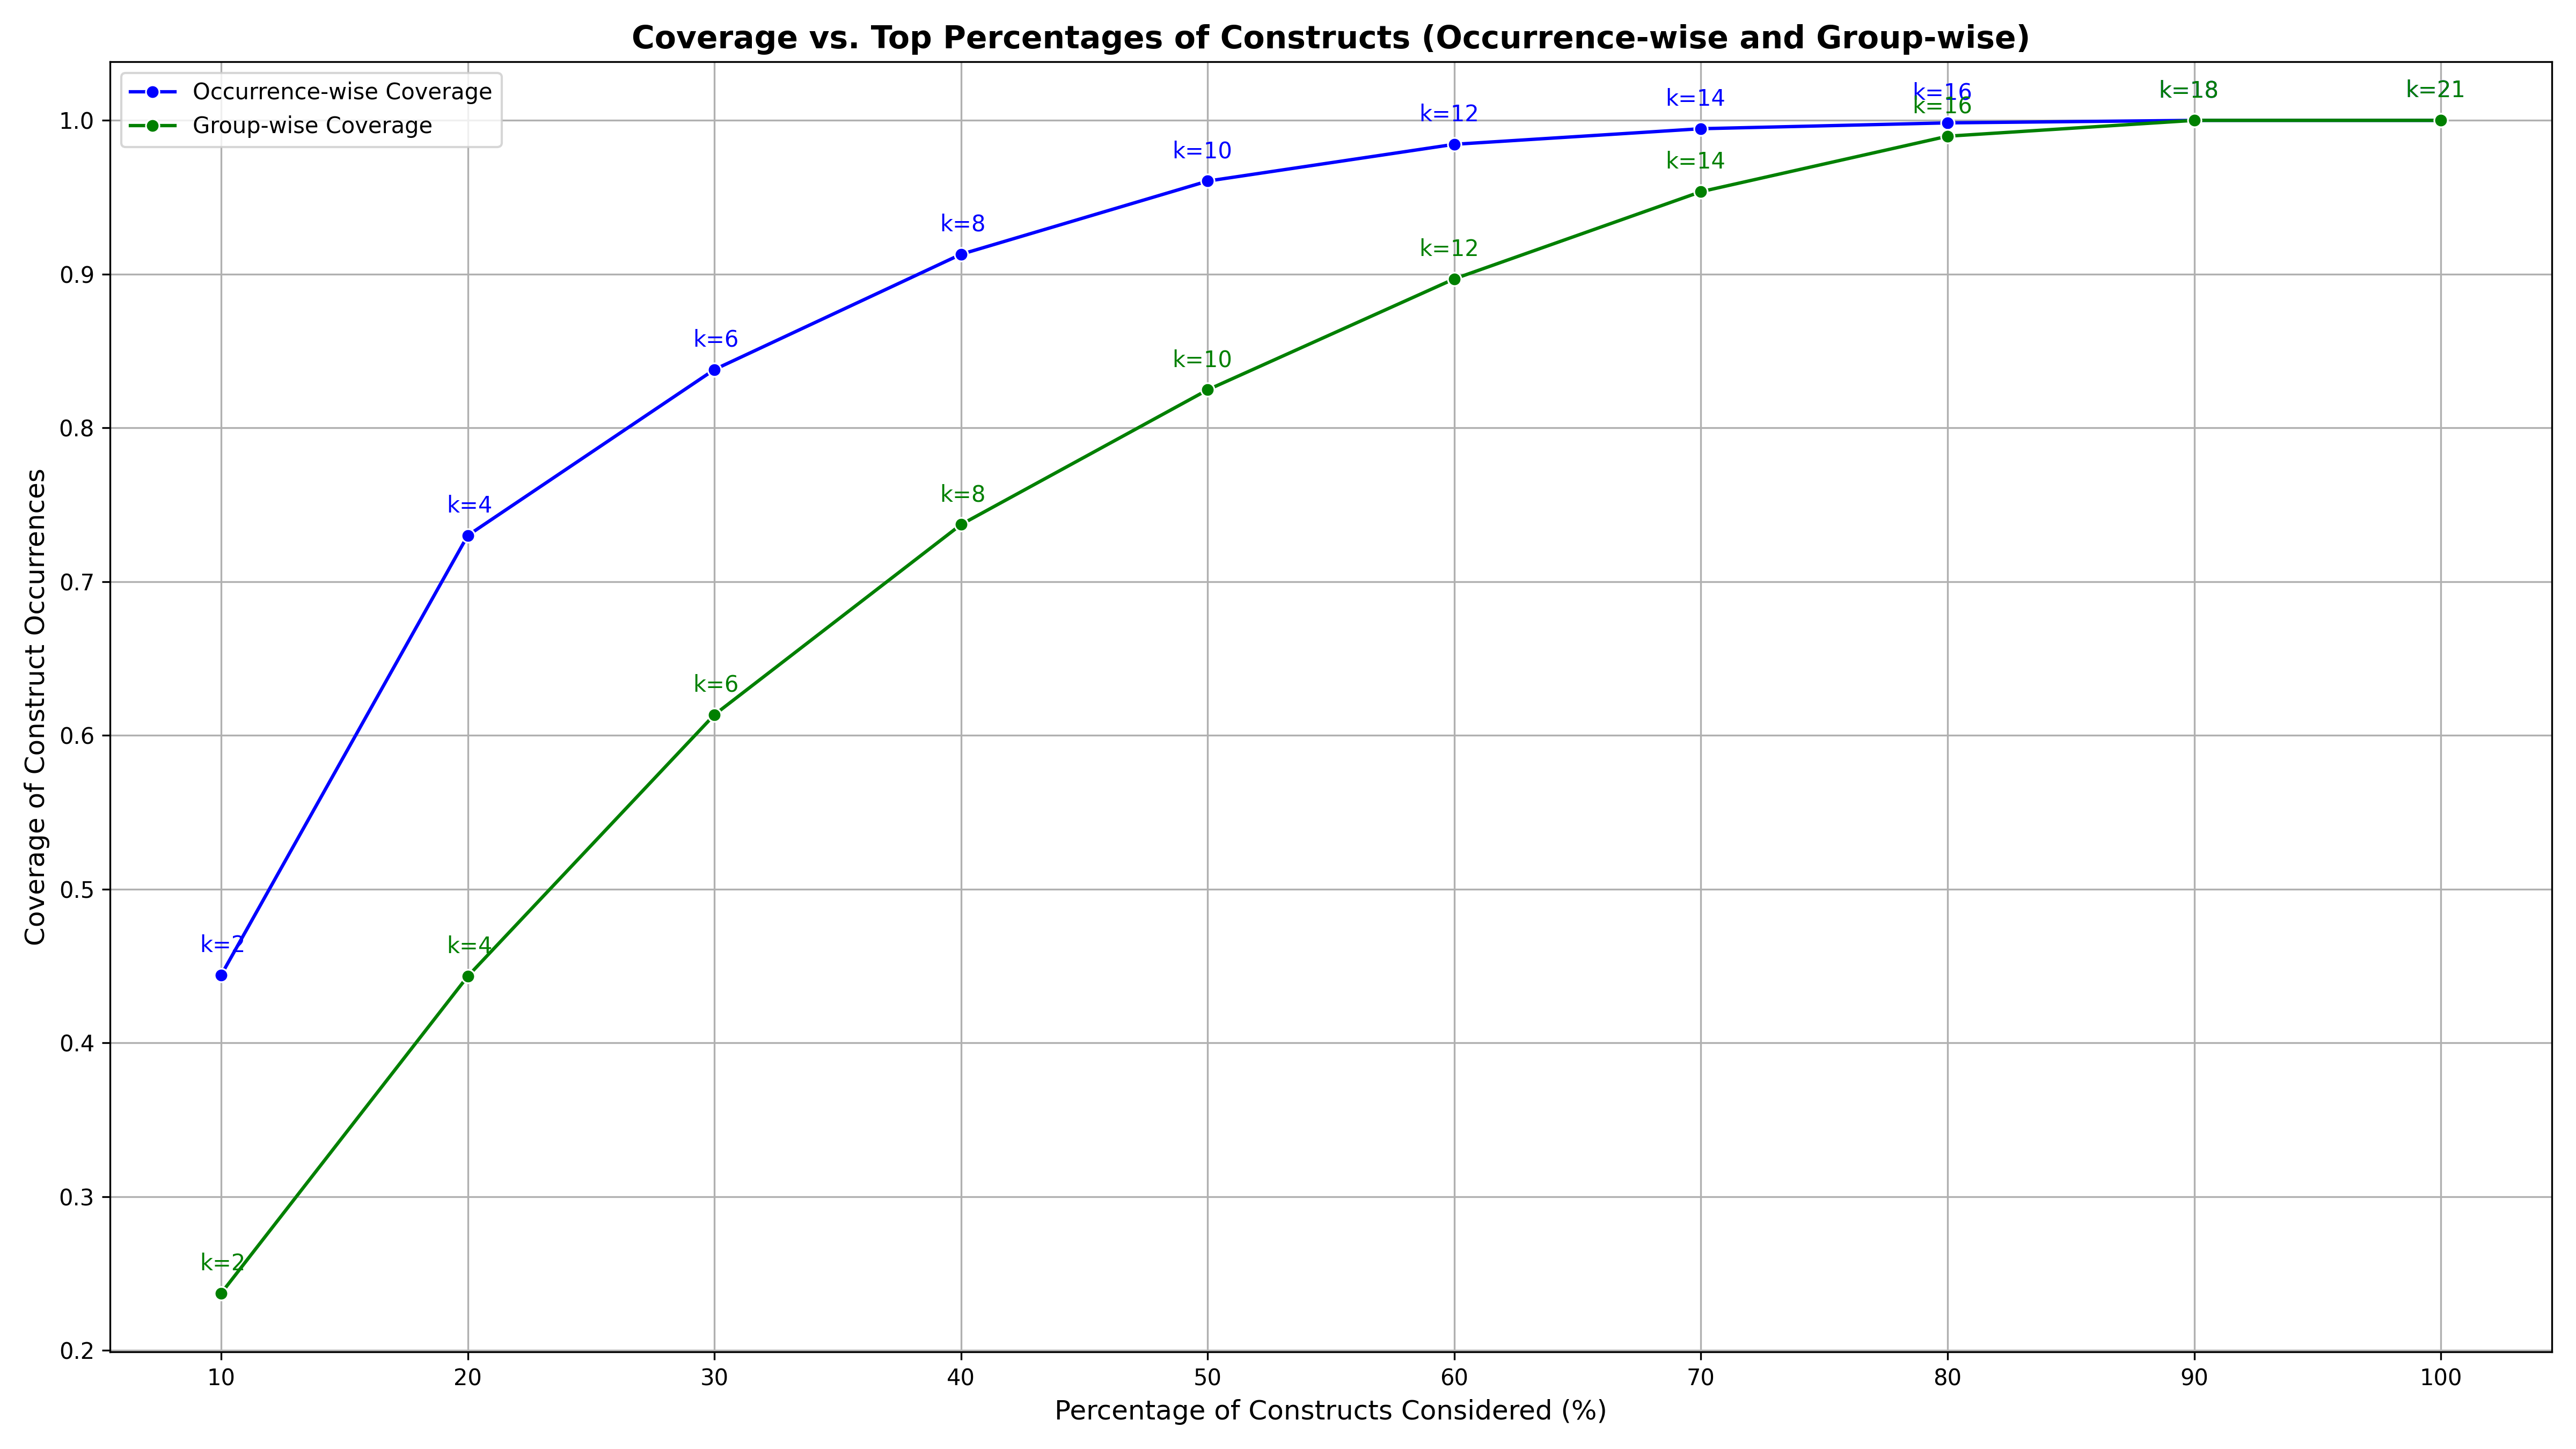 Coverage vs. Top Percentages of Constructs (Occurrence-wise and Group-wise)
Occurrence-wise Coverage
Group-wise Coverage
Coverage of Construct Occurrences
1.0
0.9
0.8
0.7
0.6
0.5
0.4
0.3
0.2
k=2
k=4
k=6
k=8
k=10
k=12
k=14
k=16
k=2
k=4
k=6
k=8
k=10
k=12
k=14
k=16
k=18
k=21
10 20 30 40 50 60 70 80 90 100
Percentage of Constructs Considered (%)